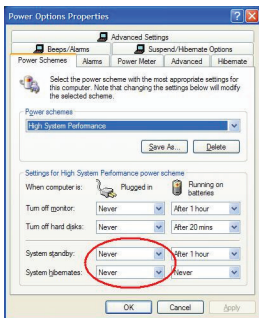 Power Options Properties
Advanced Settings
Beeps/Alarms Suspend/Hibernate Options
Power Schemes Alarms Power Meter Advanced Hibernate
Select the power scheme with the most appropriate settings for
this computer. Note that changing the settings below will modify
the selected scheme.
Power schemes
High System Performance
Save As... Delete
Settings for High System Performance power scheme
When computer is: Plugged in Running on
batteries
Turn off monitor: Never After 1 hour
Turn off hard disks: Never After 20 mins
System standby: Never After 1 hour
System hibernates: Never Never
OK Cancel Apply